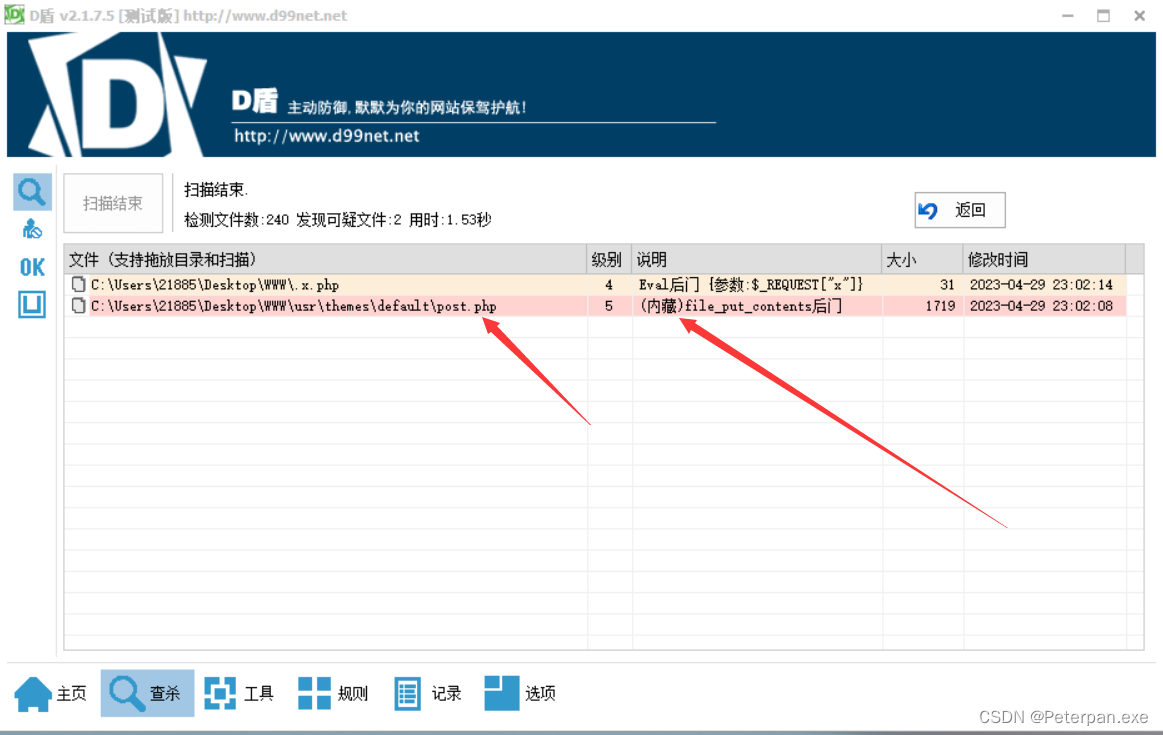 D盾 v2.1.7.5 [测试版] http://www.d99net.net
D盾 主动防御,默默为你的网站保驾护航!
http://www.d99net.net
扫描结束
扫描结束.
检测文件数:240 发现可疑文件:2 用时:1.53秒
返回
文件（支持拖放目录和扫描） 级别 说明 大小 修改时间
C:\Users\21885\Desktop\WWW\.x.php 4 Eval后门 {参数:$_REQUEST["x"]} 31 2023-04-29 23:02:14
C:\Users\21885\Desktop\WWW\usr\themes\default\post.php 5 (内藏)file_put_contents后门 1719 2023-04-29 23:02:08
OK
主页 查杀 工具 规则 记录 选项
CSDN @Peterpan.exe